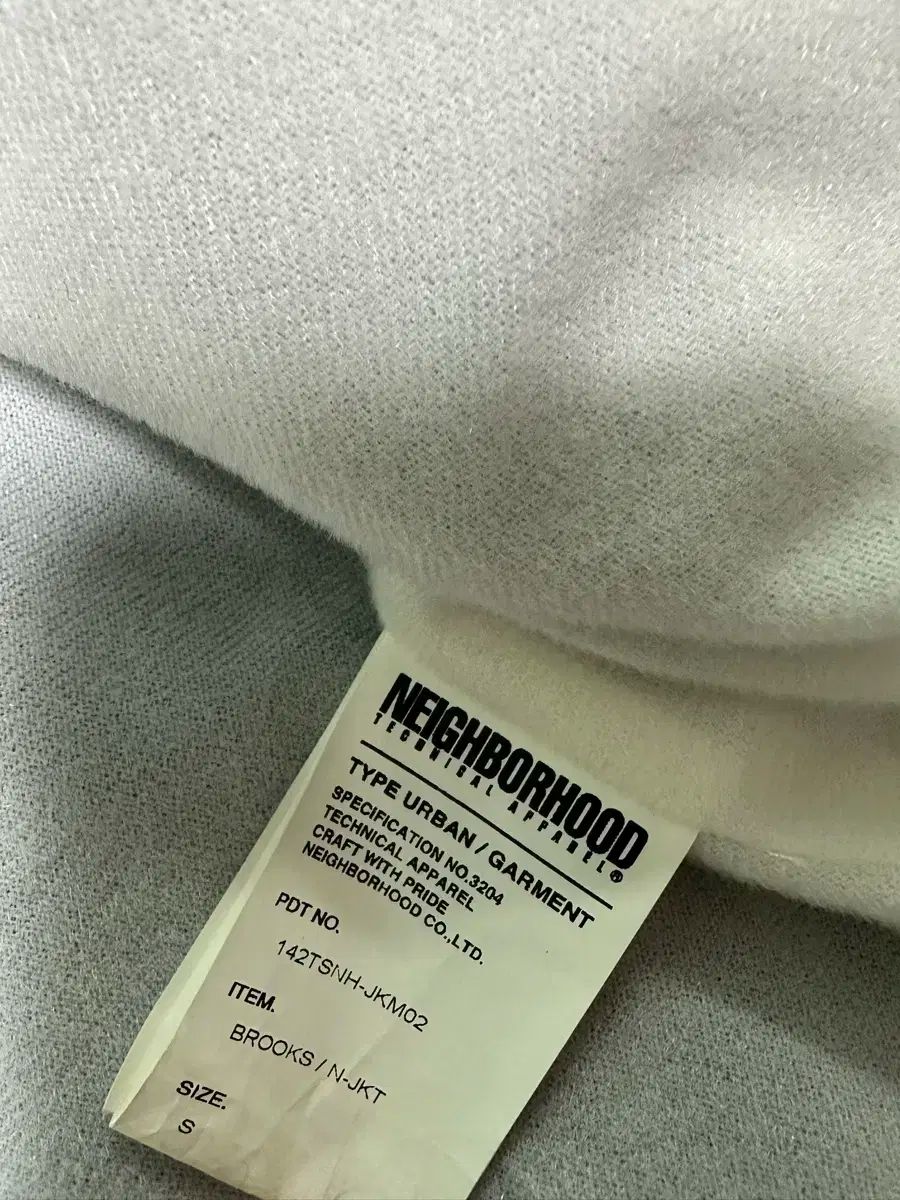 NEIGHBORHOOD
TECHNICAL APPAREL®
TYPE URBAN / GARMENT
SPECIFICATION NO.3204
TECHNICAL APPAREL
CRAFT WITH PRIDE
NEIGHBORHOOD CO.,LTD.
PDT NO.
142TSNH-JKM02
ITEM.
BROOKS / N-JKT
SIZE.
S